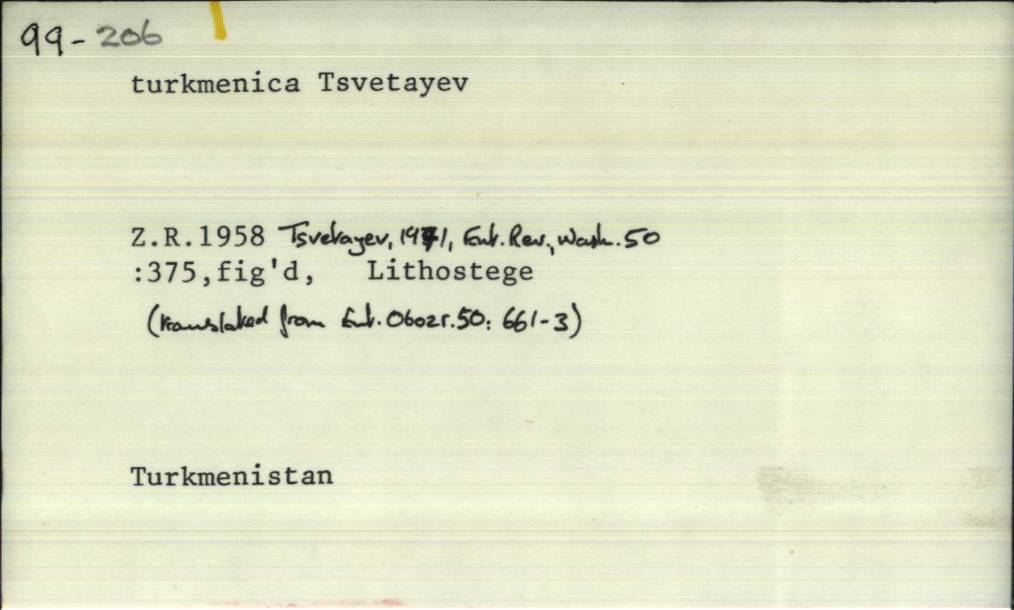 99-206
turkmenica Tsvetayev
Z.R.1958 Tsvetayev, 1971, Ent. Rev., Wash. 50
:375,fig'd, Lithostege
(translated from Ent. Obozr. 50: 661-3)
Turkmenistan